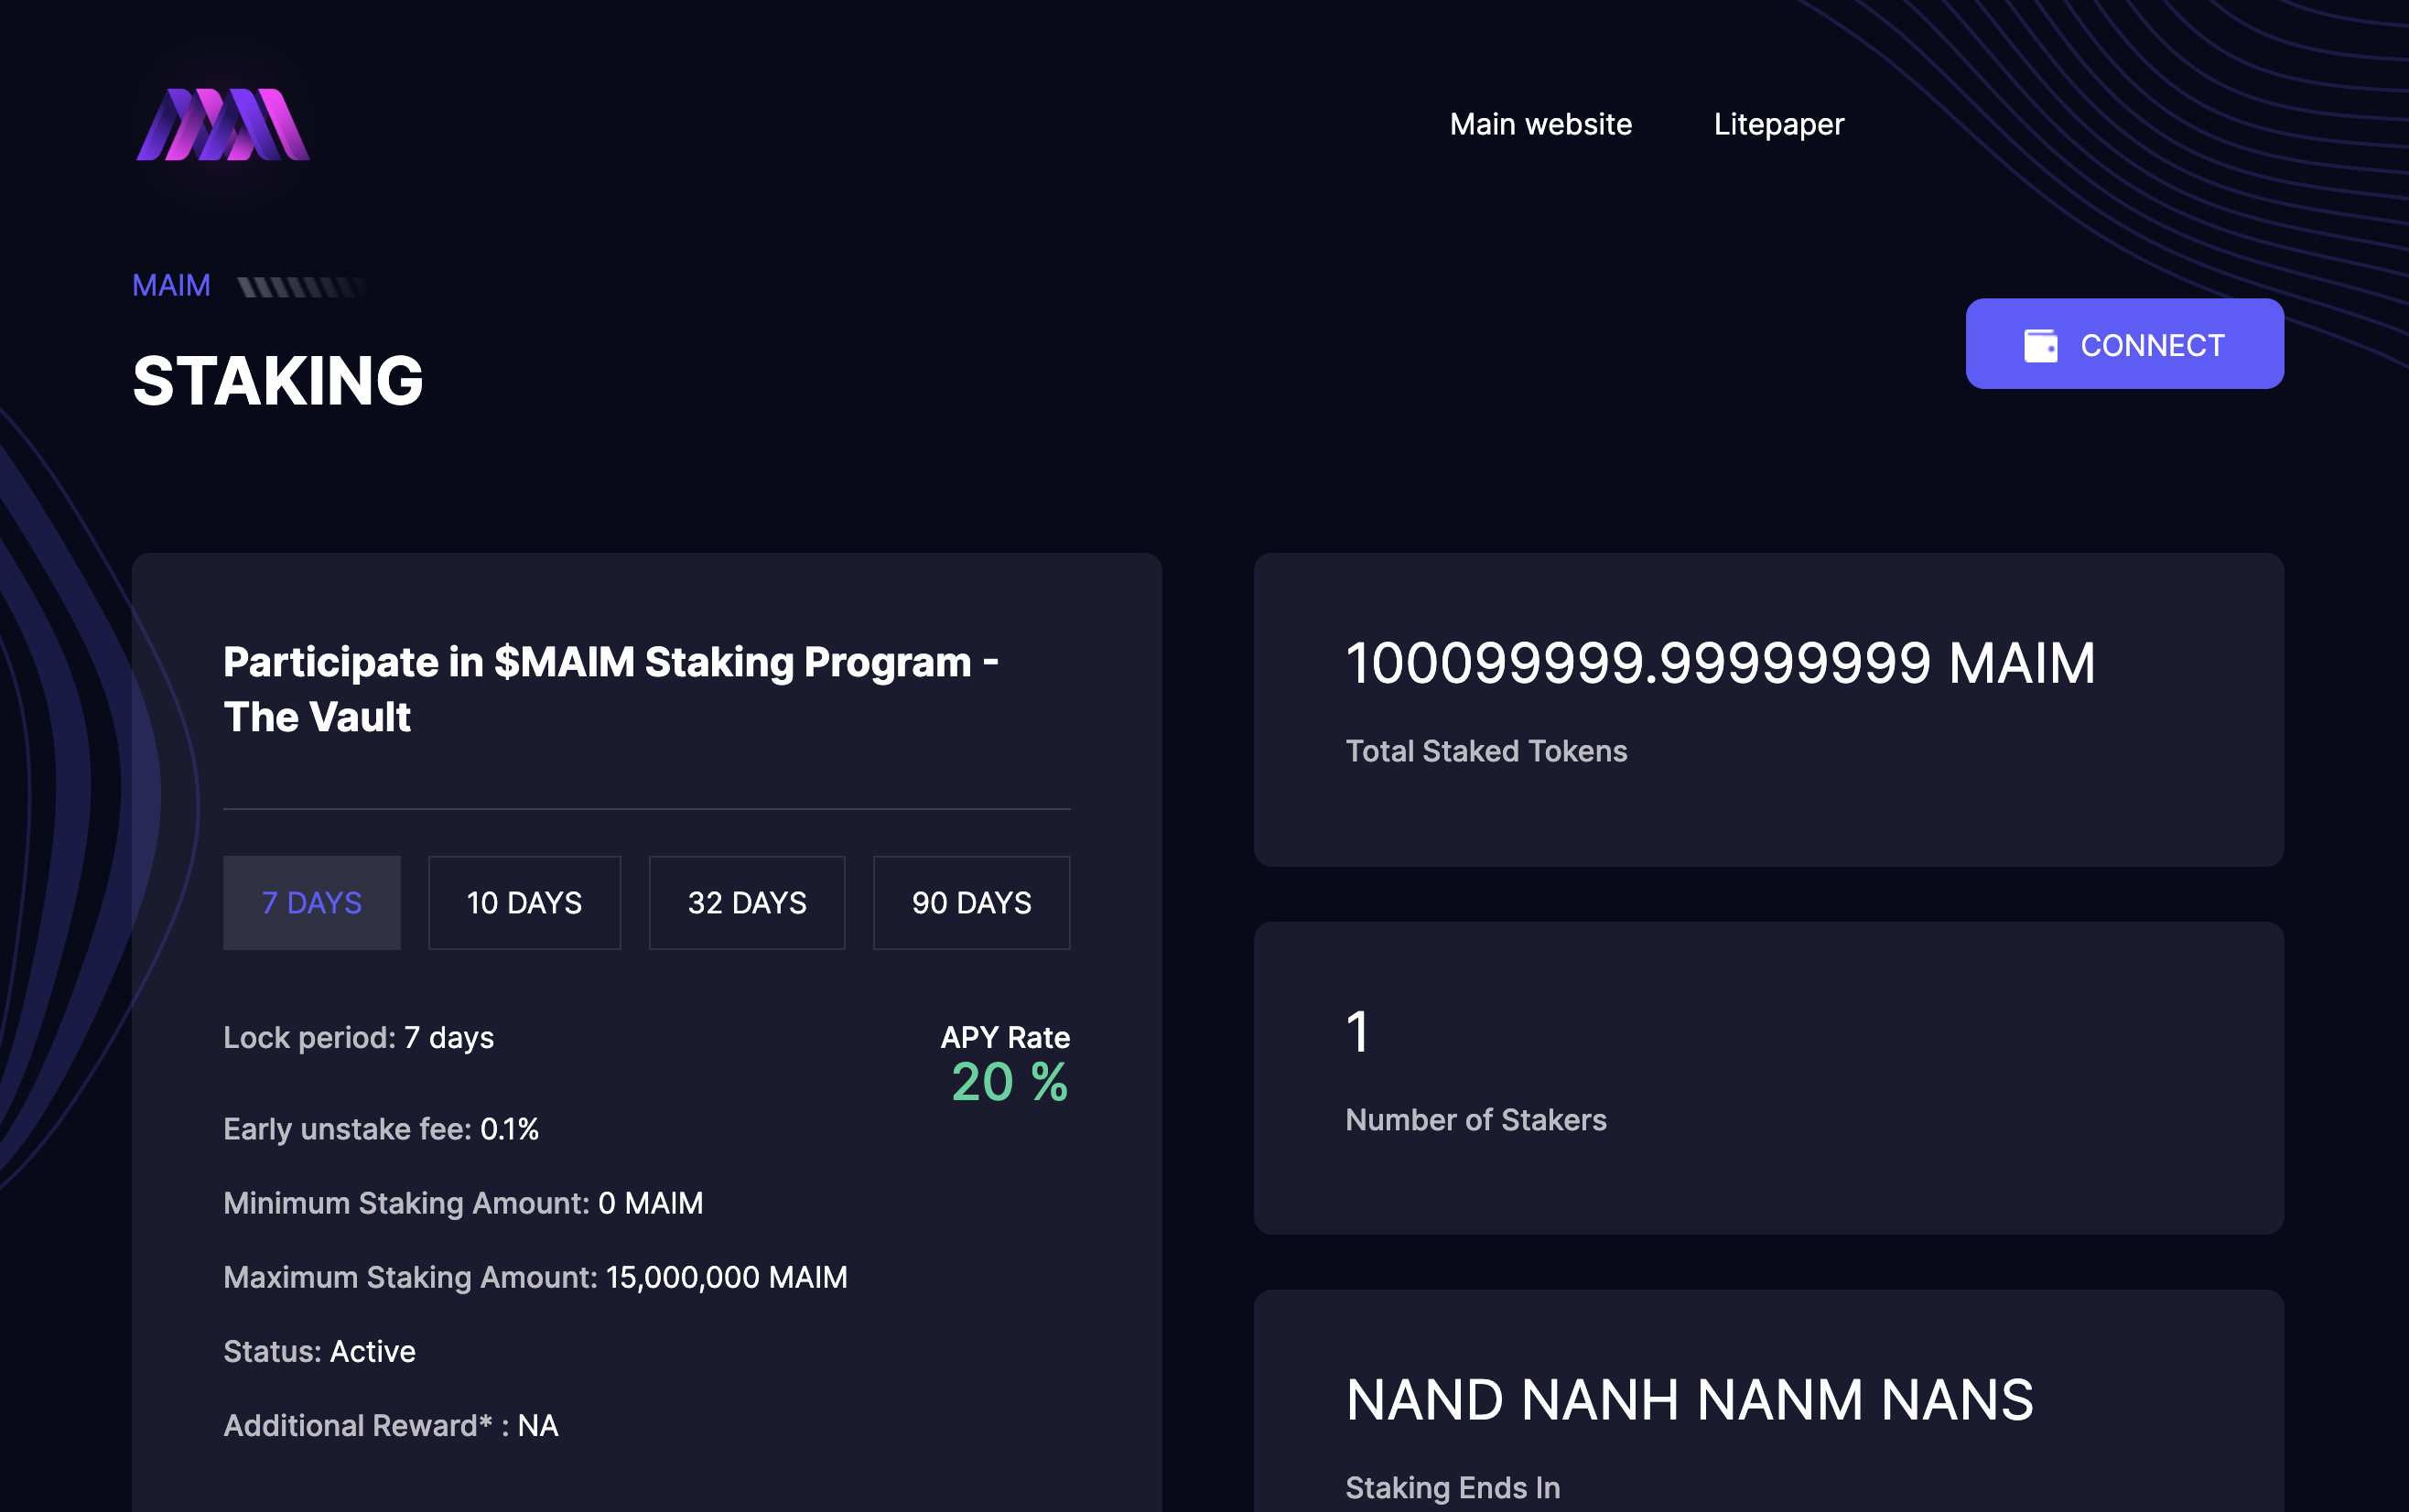 Main website
Litepaper
MAIM
STAKING
CONNECT
Participate in $MAIM Staking Program -
The Vault
7 DAYS
10 DAYS
32 DAYS
90 DAYS
Lock period: 7 days
APY Rate
20 %
Early unstake fee: 0.1%
Minimum Staking Amount: 0 MAIM
Maximum Staking Amount: 15,000,000 MAIM
Status: Active
Additional Reward* : NA
100099999.99999999 MAIM
Total Staked Tokens
1
Number of Stakers
NAND NANH NANM NANS
Staking Ends In